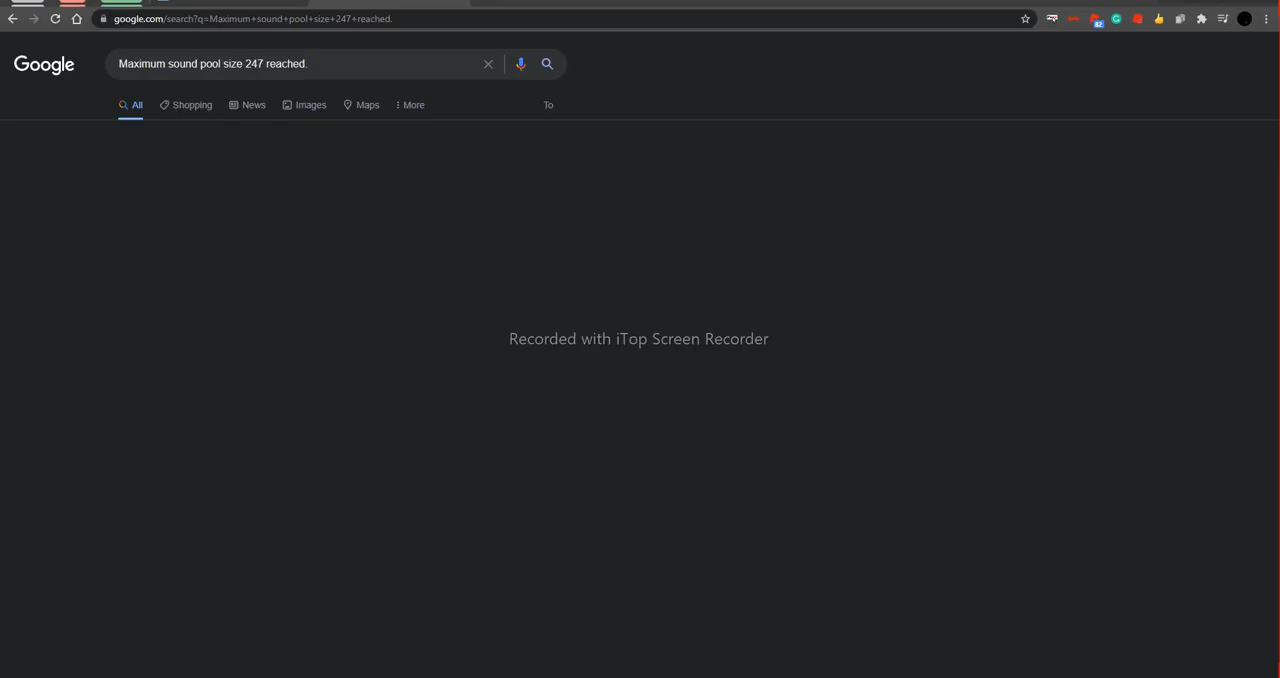 google.com/search?q=Maximum+sound+pool+size+247+reached.
82
Google
Maximum sound pool size 247 reached.
All Shopping News Images Maps More To
Recorded with iTop Screen Recorder